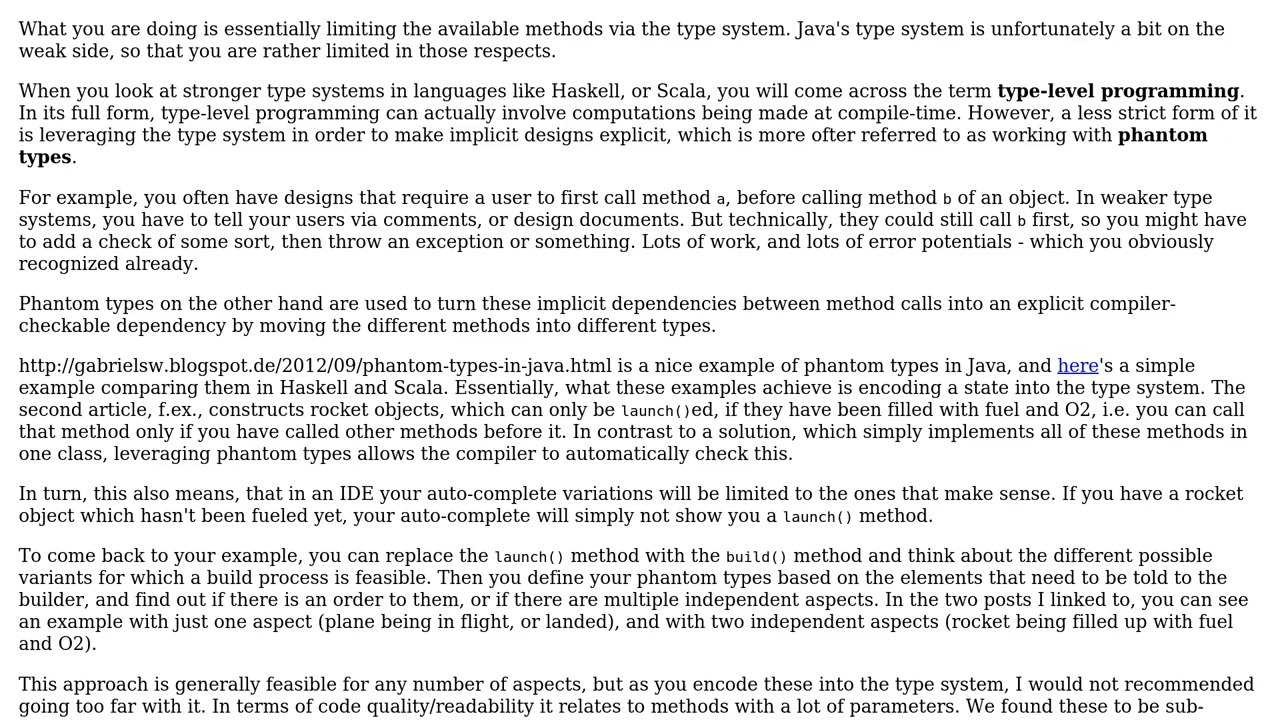 What you are doing is essentially limiting the available methods via the type system. Java's type system is unfortunately a bit on the
weak side, so that you are rather limited in those respects.
When you look at stronger type systems in languages like Haskell, or Scala, you will come across the term type-level programming.
In its full form, type-level programming can actually involve computations being made at compile-time. However, a less strict form of it
is leveraging the type system in order to make implicit designs explicit, which is more ofter referred to as working with phantom
types.
For example, you often have designs that require a user to first call method a, before calling method b of an object. In weaker type
systems, you have to tell your users via comments, or design documents. But technically, they could still call b first, so you might have
to add a check of some sort, then throw an exception or something. Lots of work, and lots of error potentials - which you obviously
recognized already.
Phantom types on the other hand are used to turn these implicit dependencies between method calls into an explicit compiler-
checkable dependency by moving the different methods into different types.
http://gabrielsw.blogspot.de/2012/09/phantom-types-in-java.html is a nice example of phantom types in Java, and here's a simple
example comparing them in Haskell and Scala. Essentially, what these examples achieve is encoding a state into the type system. The
second article, f.ex., constructs rocket objects, which can only be launch()ed, if they have been filled with fuel and O2, i.e. you can call
that method only if you have called other methods before it. In contrast to a solution, which simply implements all of these methods in
one class, leveraging phantom types allows the compiler to automatically check this.
In turn, this also means, that in an IDE your auto-complete variations will be limited to the ones that make sense. If you have a rocket
object which hasn't been fueled yet, your auto-complete will simply not show you a launch() method.
To come back to your example, you can replace the launch() method with the build() method and think about the different possible
variants for which a build process is feasible. Then you define your phantom types based on the elements that need to be told to the
builder, and find out if there is an order to them, or if there are multiple independent aspects. In the two posts I linked to, you can see
an example with just one aspect (plane being in flight, or landed), and with two independent aspects (rocket being filled up with fuel
and O2).
This approach is generally feasible for any number of aspects, but as you encode these into the type system, I would not recommended
going too far with it. In terms of code quality/readability it relates to methods with a lot of parameters. We found these to be sub-